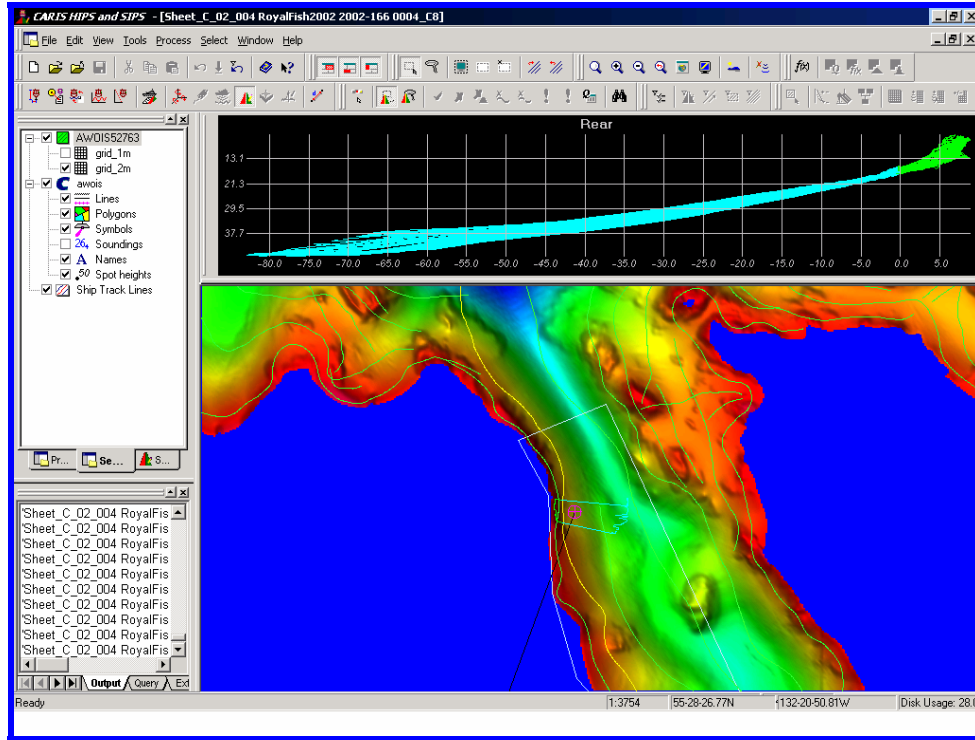 CARIS HIPS and SIPS - [Sheet_C_02_004 RoyalFish2002 2002-166 0004_C8]
File Edit View Tools Process Select Window Help
Rear
13.1
21.3
29.5
37.7
-80.0 -75.0 -70.0 -65.0 -60.0 -55.0 -50.0 -45.0 -40.0 -35.0 -30.0 -25.0 -20.0 -15.0 -10.0 -5.0 0.0 5.0
AWOIS52763
grid_1m
grid_2m
awois
Lines
Polygons
Symbols
Soundings
Names
Spot heights
Ship Track Lines
Pr... Se... S...
'Sheet_C_02_004 RoyalFis
'Sheet_C_02_004 RoyalFis
'Sheet_C_02_004 RoyalFis
'Sheet_C_02_004 RoyalFis
'Sheet_C_02_004 RoyalFis
'Sheet_C_02_004 RoyalFis
'Sheet_C_02_004 RoyalFis
'Sheet_C_02_004 RoyalFis
'Sheet_C_02_004 RoyalFis
'Sheet_C_02_004 RoyalFis
Output Query Ext
Ready 1:3754 55-28-26.77N 132-20-50.81W Disk Usage: 28.